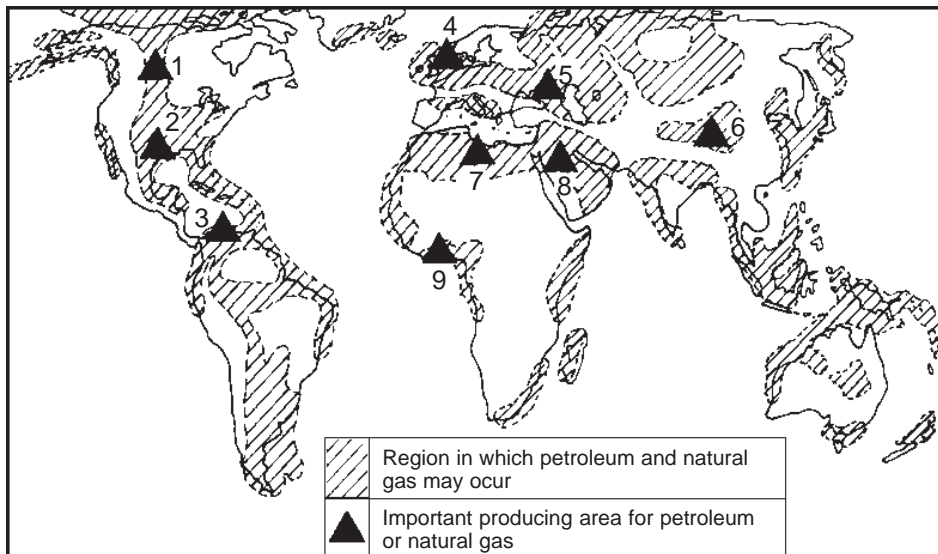 4
1
5
2
6
7
8
3
9
Region in which petroleum and natural
gas may ocur
Important producing area for petroleum
or natural gas